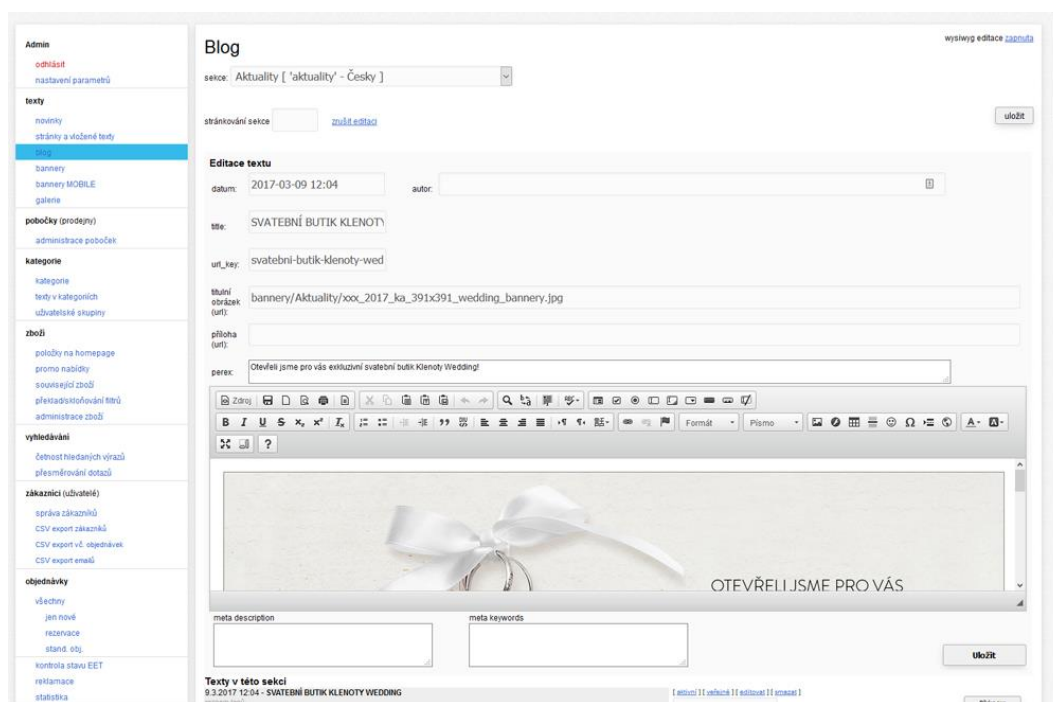 Admin
odhlásit
nastavení parametrů
texty
novinky
stránky a vložené texty
blog
bannery
bannery MOBILE
galerie
pobočky (prodejny)
administrace poboček
kategorie
kategorie
texty v kategoriích
uživatelské skupiny
zboží
položky na homepage
promo nabídky
související zboží
překlad/skloňování filtrů
administrace zboží
vyhledávání
četnost hledaných výrazů
přesměrování dotazů
zákazníci (uživatelé)
správa zákazníků
CSV export zákazníků
CSV export vč. objednávek
CSV export emailů
objednávky
všechny
jen nové
rezervace
stand. obj.
kontrola stavu EET
reklamace
statistika
wysiwyg editace zapnuta
Blog
sekce: Aktuality [ 'aktuality' - Česky ]
stránkování sekce zrušit editaci
uložit
Editace textu
datum: 2017-03-09 12:04 autor:
title: SVATEBNÍ BUTIK KLENOTY
url_key: svatebni-butik-klenoty-wed
titulní obrázek (url): bannery/Aktuality/xxx_2017_ka_391x391_wedding_bannery.jpg
příloha (url):
perex: Otevřeli jsme pro vás exkluzivní svatební butik Klenoty Wedding!
Zdroj
Formát Písmo
OTEVŘELI JSME PRO VÁS
meta description meta keywords
Uložit
Texty v této sekci
9.3.2017 12:04 - SVATEBNÍ BUTIK KLENOTY WEDDING [ aktivní ] [ veřejné ] [ editovat ] [ smazat ]